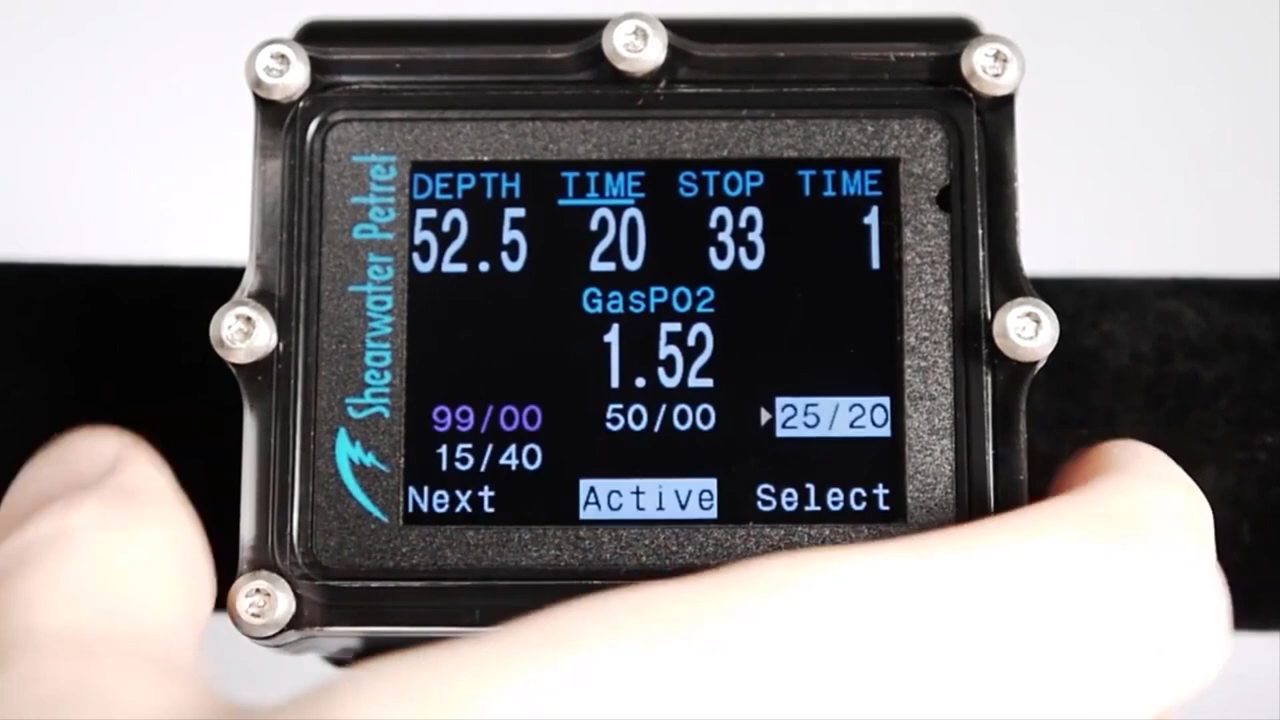 Shearwater Petrel
DEPTH TIME STOP TIME
52.5 20 33 1
GasPO2
1.52
99/00 50/00 25/20
15/40
Next Active Select